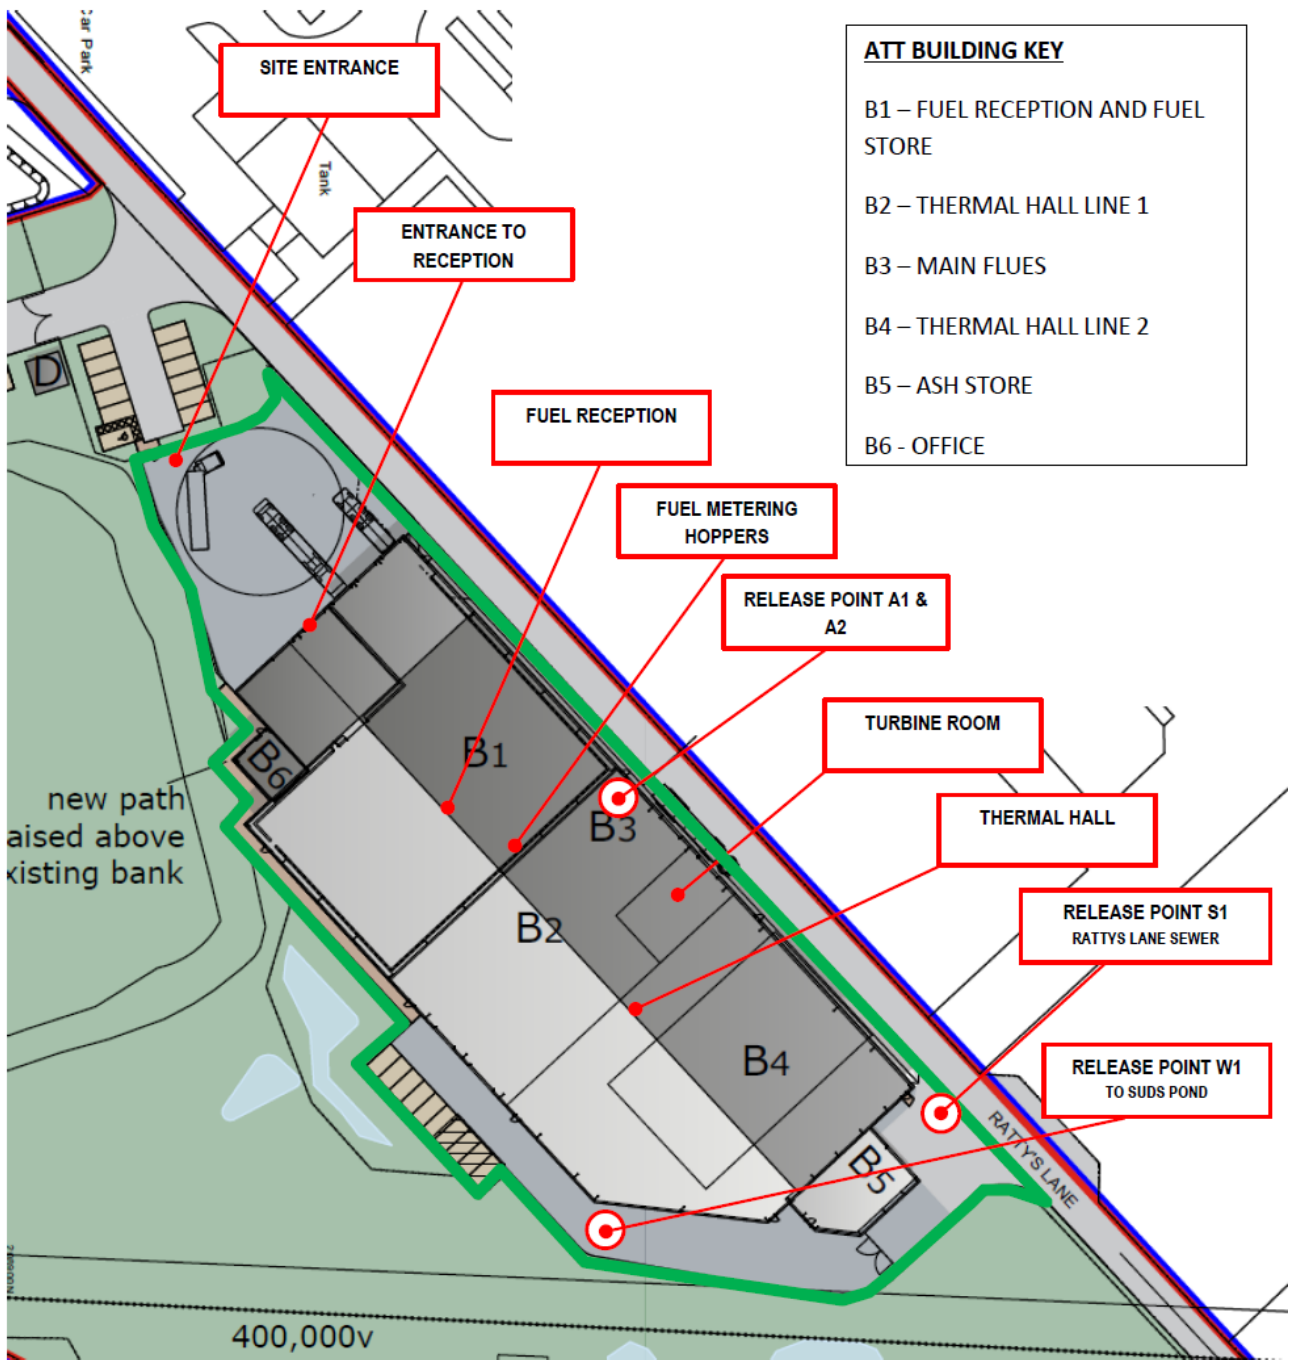 ar Park
SITE ENTRANCE
Tank
ENTRANCE TO
RECEPTION
FUEL RECEPTION
FUEL METERING
HOPPERS
RELEASE POINT A1 &
A2
TURBINE ROOM
THERMAL HALL
RELEASE POINT S1
RATTYS LANE SEWER
RELEASE POINT W1
TO SUDS POND
ATT BUILDING KEY
B1 – FUEL RECEPTION AND FUEL
STORE
B2 – THERMAL HALL LINE 1
B3 – MAIN FLUES
B4 – THERMAL HALL LINE 2
B5 – ASH STORE
B6 - OFFICE
D
B1
B6
B3
B2
B4
B5
new path
aised above
xisting bank
RATTY'S LANE
400,000v